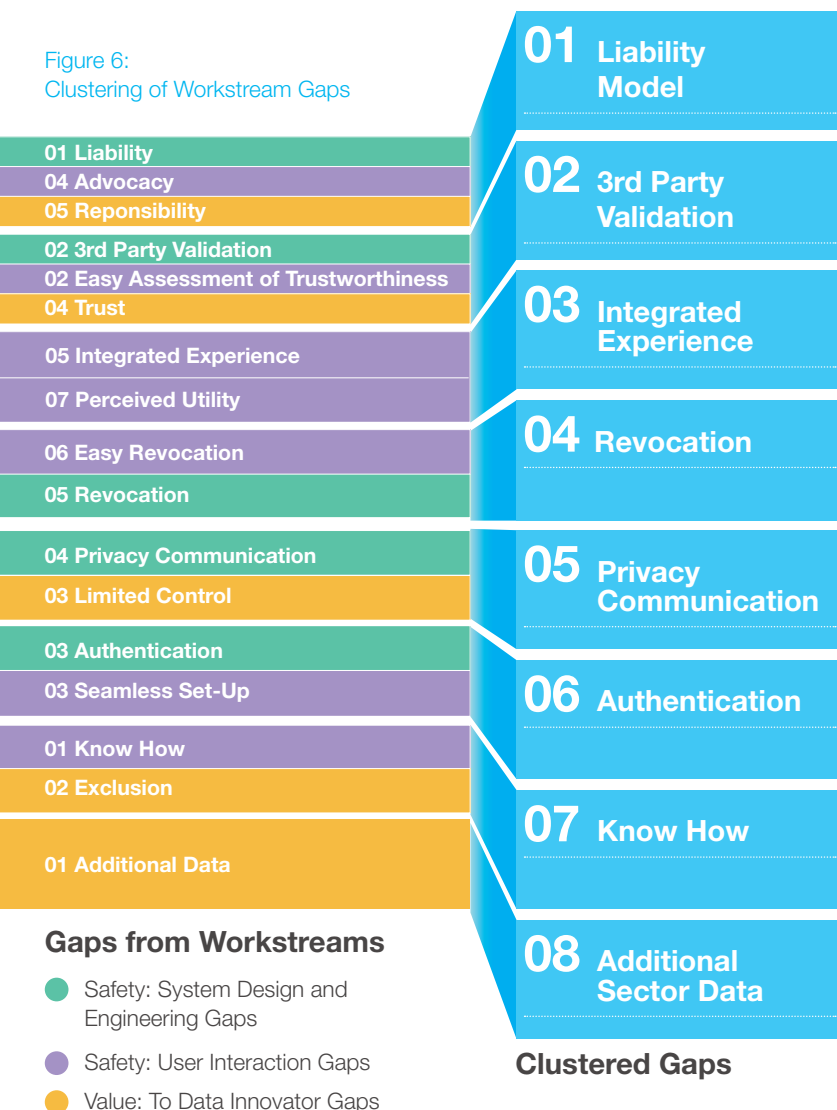 Figure 6:
Clustering of Workstream Gaps
01 Liability
04 Advocacy
05 Reponsibility
02 3rd Party Validation
02 Easy Assessment of Trustworthiness
04 Trust
05 Integrated Experience
07 Perceived Utility
06 Easy Revocation
05 Revocation
04 Privacy Communication
03 Limited Control
03 Authentication
03 Seamless Set-Up
01 Know How
02 Exclusion
01 Additional Data
Gaps from Workstreams
Safety: System Design and
Engineering Gaps
Safety: User Interaction Gaps
Value: To Data Innovator Gaps
01 Liability
Model
02 3rd Party
Validation
03 Integrated
Experience
04 Revocation
05 Privacy
Communication
06 Authentication
07 Know How
08 Additional
Sector Data
Clustered Gaps